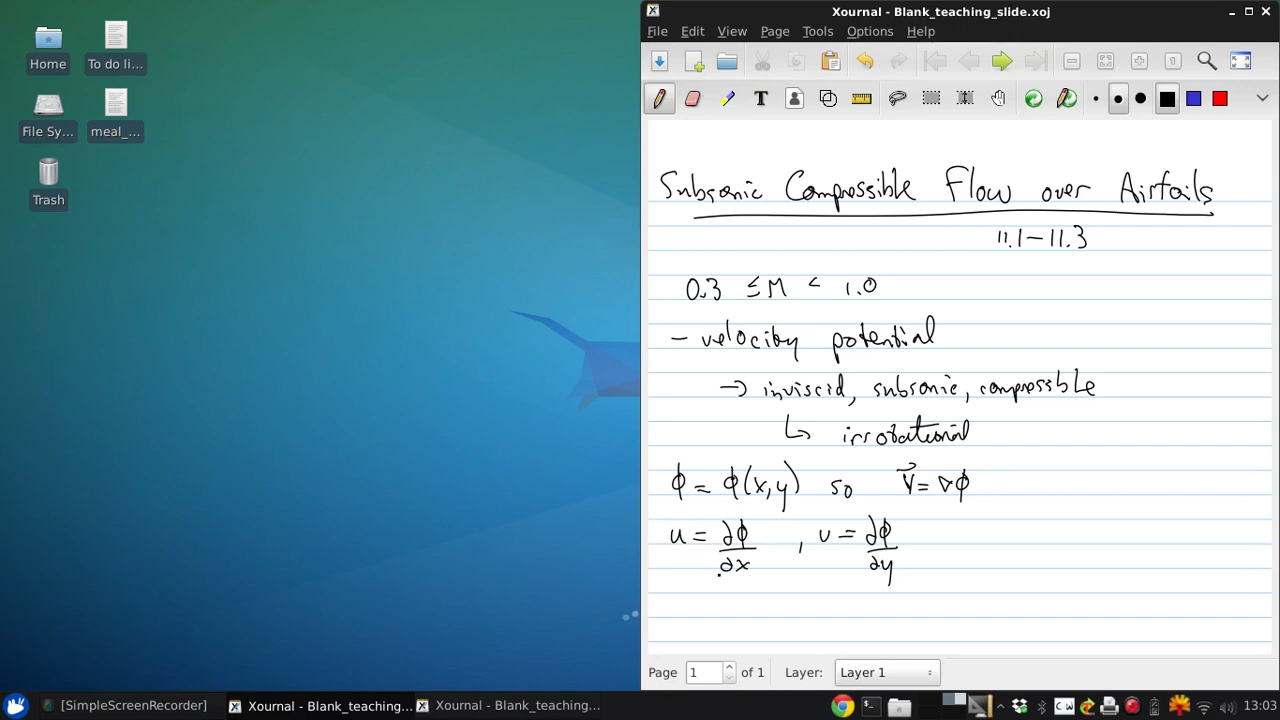 Xournal - Blank_teaching_slide.xoj
File Edit View Page Tools Options Help
Home
To do li...
File Sy...
meal_...
Trash
Subsonic Compressible Flow over Airfoils
11.1 – 11.3
0.3 ≤ M < 1.0
– velocity potential
→ inviscid, subsonic, compressible
↳ irrotational
ϕ = ϕ(x,y) so V⃗ = ∇ϕ
u = ∂ϕ/∂x , v = ∂ϕ/∂y
Page 1 of 1 Layer: Layer 1
[SimpleScreenRecorder] Xournal - Blank_teaching... Xournal - Blank_teaching_slide.... CW 13:03